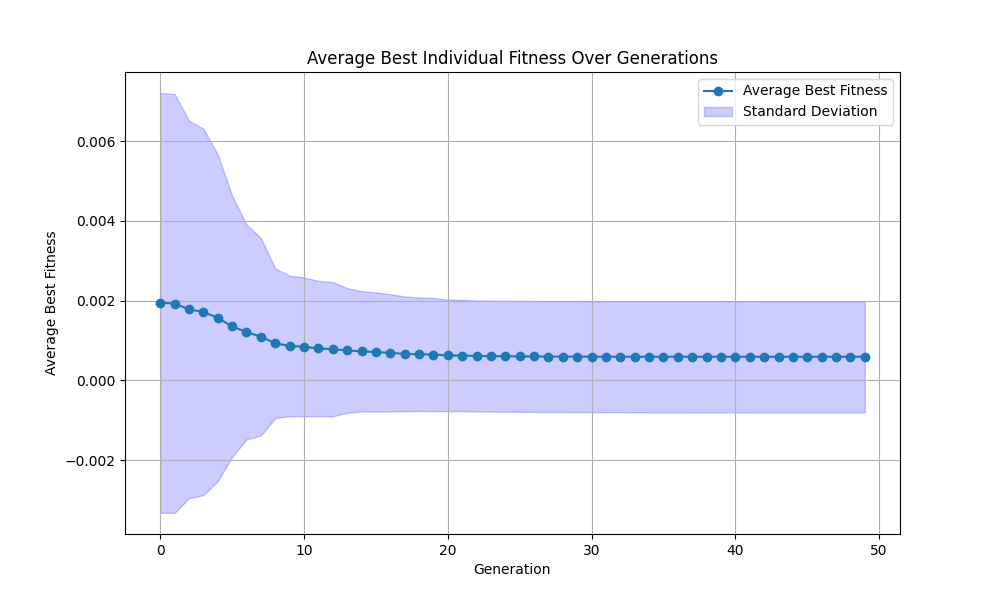 Average Best Individual Fitness Over Generations
Average Best Fitness
Standard Deviation
0.006
0.004
0.002
0.000
−0.002
Average Best Fitness
0 10 20 30 40 50
Generation